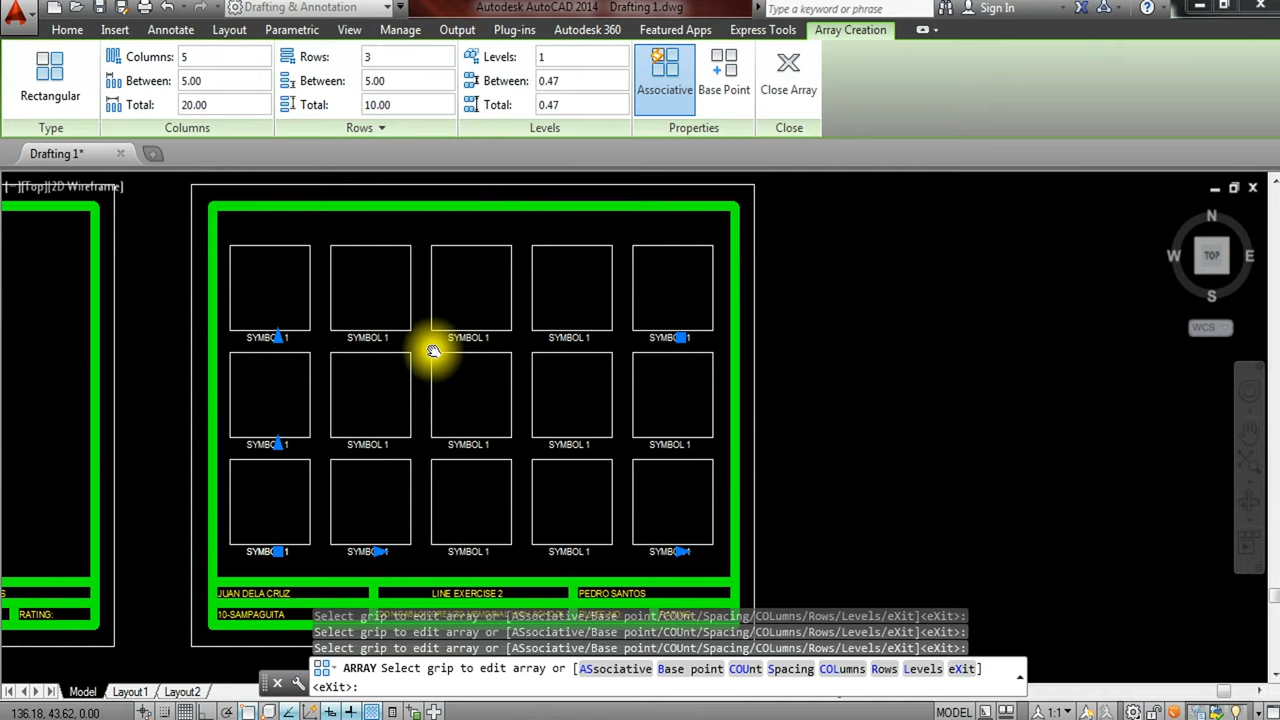 Drafting & Annotation
Autodesk AutoCAD 2014 Drafting 1.dwg
Type a keyword or phrase
Sign In
Home Insert Annotate Layout Parametric View Manage Output Plug-ins Autodesk 360 Featured Apps Express Tools Array Creation
Columns: 5 Rows: 3 Levels: 1
Between: 5.00 Between: 5.00 Between: 0.47
Total: 20.00 Total: 10.00 Total: 0.47
Rectangular Associative Base Point Close Array
Type Columns Rows Levels Properties Close
Drafting 1*
[−][Top][2D Wireframe]
N
W TOP E
S
WCS
SYMBOL 1 SYMBOL 1 SYMBOL 1 SYMBOL 1
SYMBOL 1 SYMBOL 1 SYMBOL 1 SYMBOL 1
SYMBOL 1 SYMBOL 1 SYMBOL 1
JUAN DELA CRUZ LINE EXERCISE 2 PEDRO SANTOS
RATING: 10-SAMPAGUITA
Select grip to edit array or [ASsociative/Base point/COUnt/Spacing/COLumns/Rows/Levels/eXit]<eXit>:
Select grip to edit array or [ASsociative/Base point/COUnt/Spacing/COLumns/Rows/Levels/eXit]<eXit>:
Select grip to edit array or [ASsociative/Base point/COUnt/Spacing/COLumns/Rows/Levels/eXit]<eXit>:
ARRAY Select grip to edit array or [ASsociative Base point COUnt Spacing COLumns Rows Levels eXit]
<eXit>:
Model Layout1 Layout2
136.18, 43.62, 0.00 MODEL 1:1